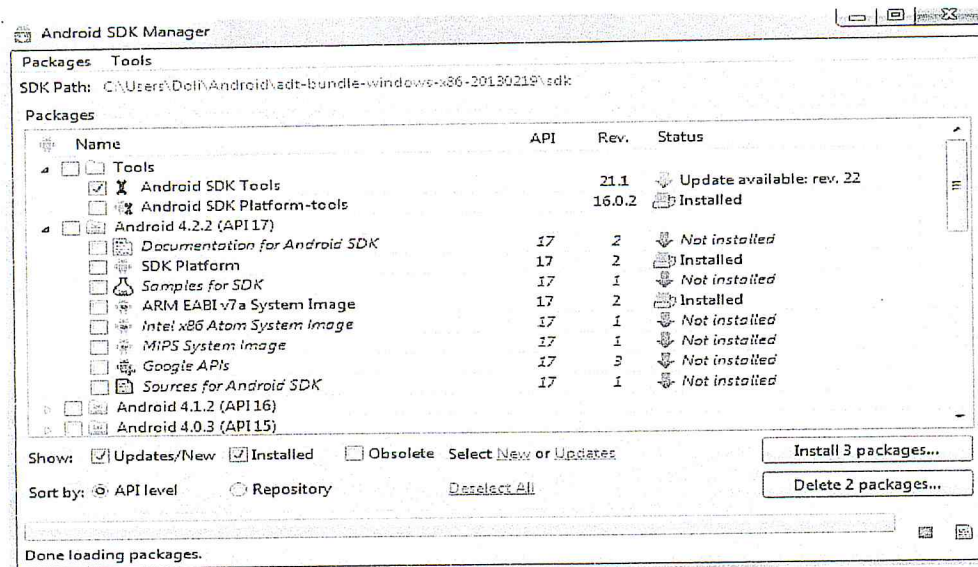 Android SDK Manager
Packages Tools
SDK Path: C:\Users\Doli\Android\adt-bundle-windows-x86-20130219\sdk
Packages
Name API Rev. Status
Tools
Android SDK Tools 21.1 Update available: rev. 22
Android SDK Platform-tools 16.0.2 Installed
Android 4.2.2 (API 17)
Documentation for Android SDK 17 2 Not installed
SDK Platform 17 2 Installed
Samples for SDK 17 1 Not installed
ARM EABI v7a System Image 17 2 Installed
Intel x86 Atom System Image 17 1 Not installed
MIPS System Image 17 1 Not installed
Google APIs 17 3 Not installed
Sources for Android SDK 17 1 Not installed
Android 4.1.2 (API 16)
Android 4.0.3 (API 15)
Show: Updates/New Installed Obsolete Select New or Updates Install 3 packages...
Sort by: API level Repository Deselect All Delete 2 packages...
Done loading packages.